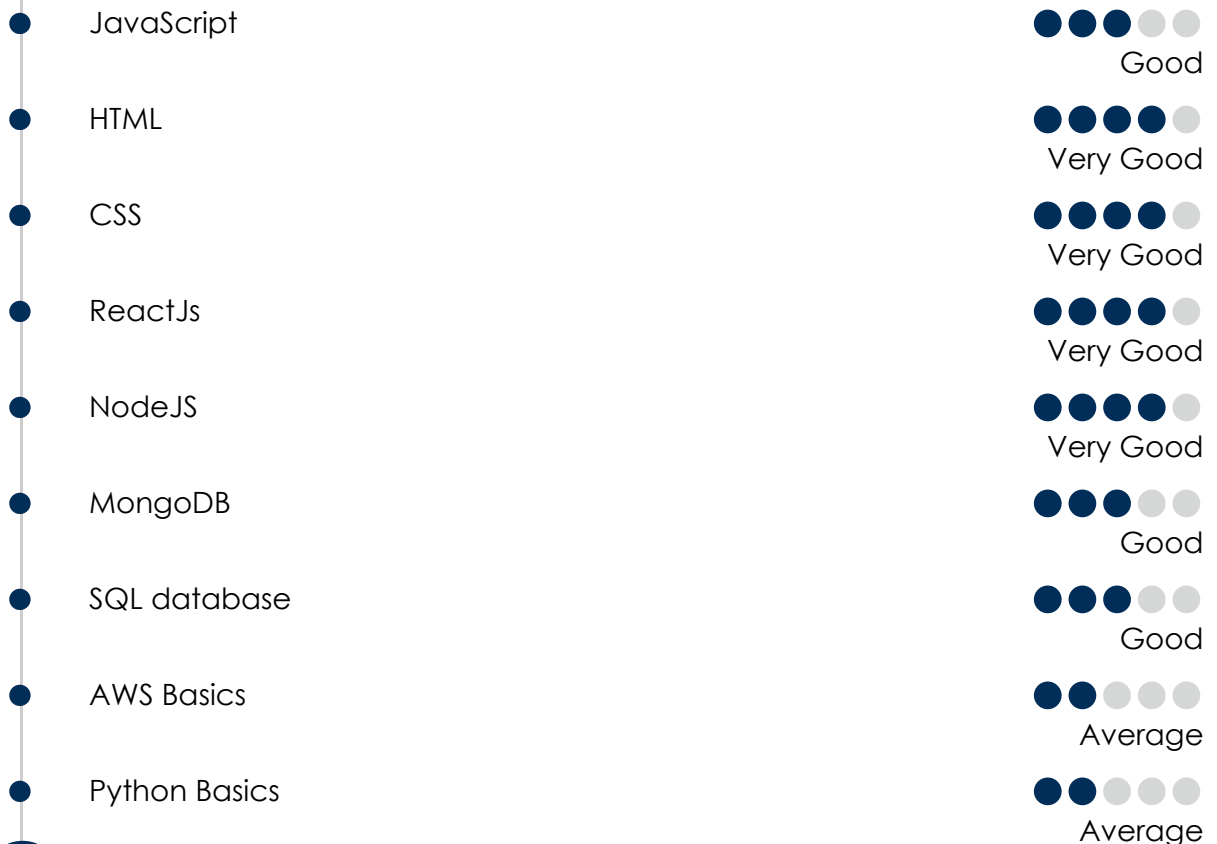 JavaScript
Good
HTML
Very Good
CSS
Very Good
ReactJs
Very Good
NodeJS
Very Good
MongoDB
Good
SQL database
Good
AWS Basics
Average
Python Basics
Average